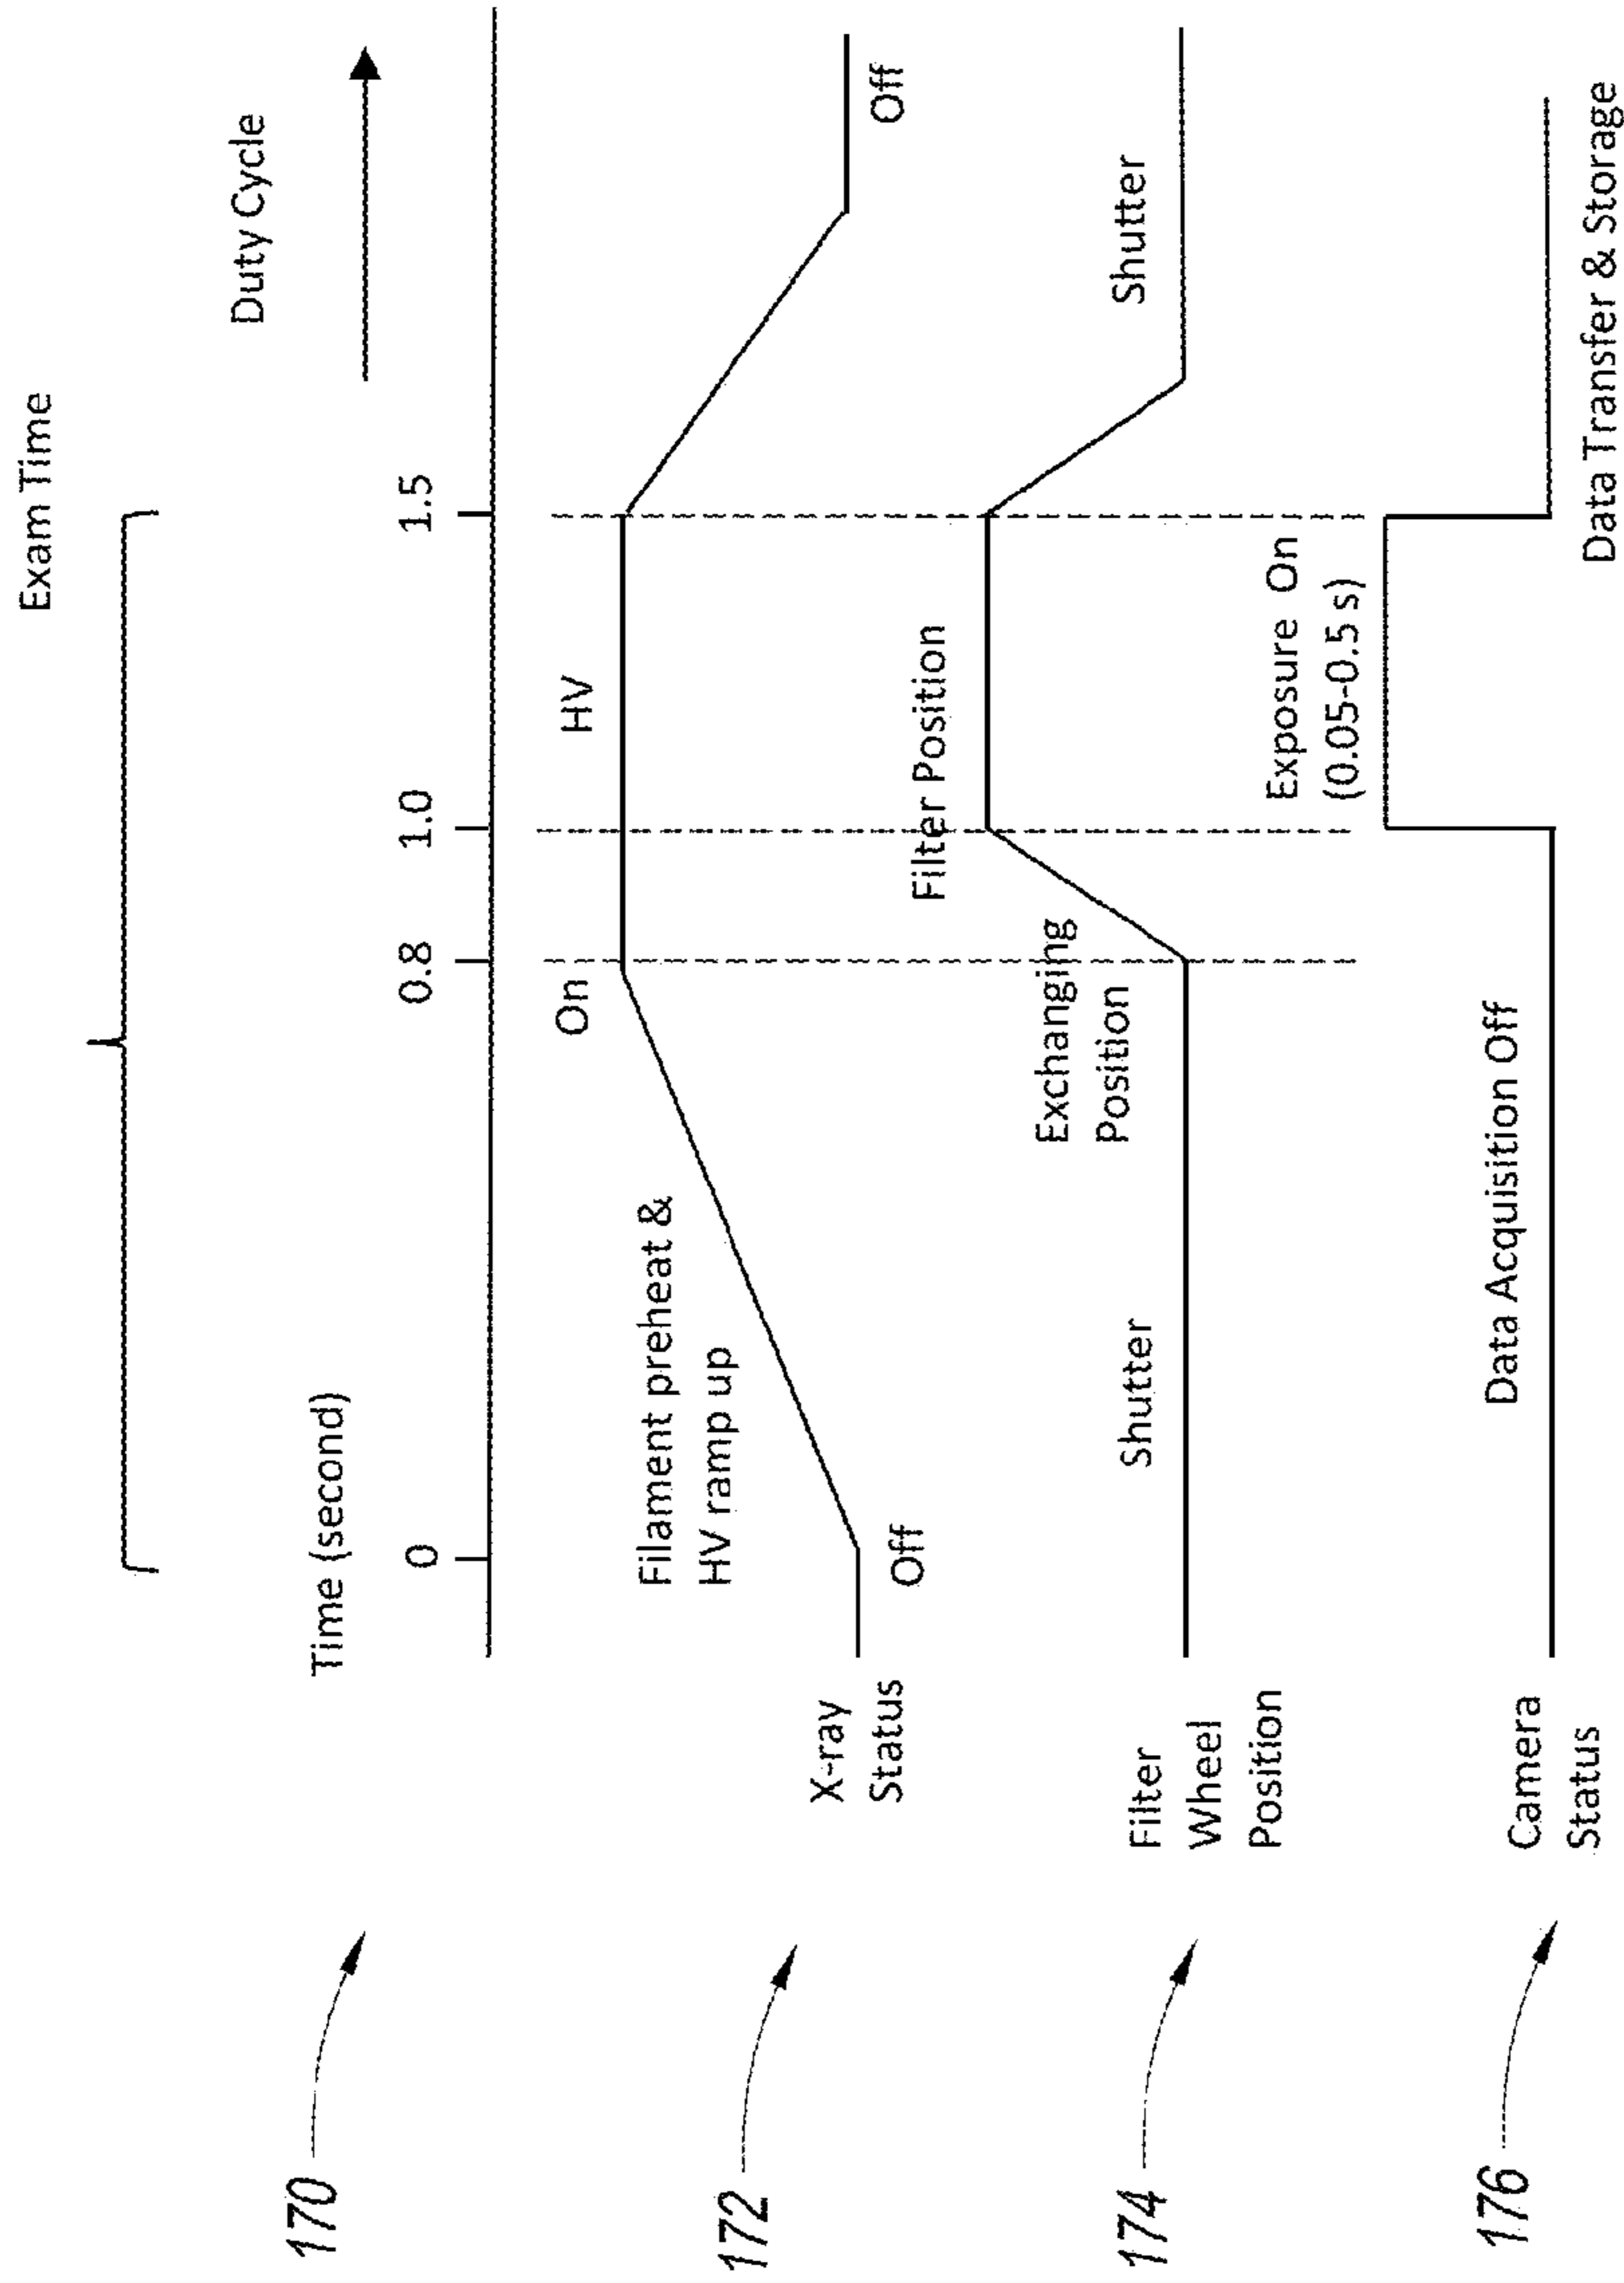 Exam Time
Duty Cycle
170
Time (second)
0
0.8
1.0
1.5
172
X-ray
Status
Off
Filament preheat &
HV ramp up
On
HV
Off
174
Filter
Wheel
Position
Shutter
Exchanging
Position
Filter Position
Shutter
176
Camera
Status
Data Acquisition Off
Exposure On
(0.05-0.5 s)
Data Transfer & Storage